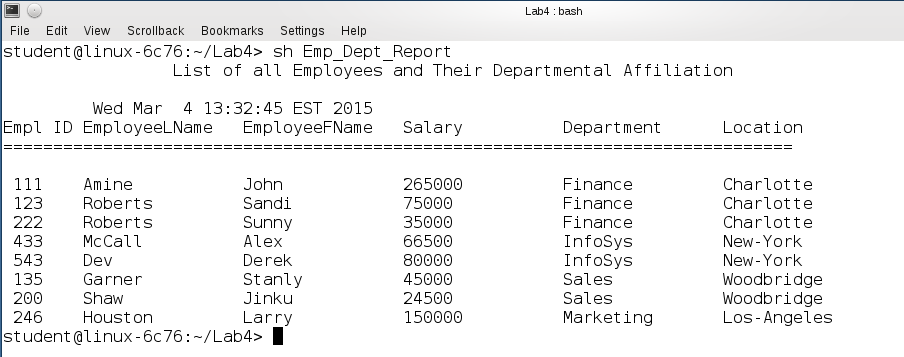 Lab4 : bash
File Edit View Scrollback Bookmarks Settings Help
student@linux-6c76:~/Lab4> sh Emp_Dept_Report
List of all Employees and Their Departmental Affiliation
Wed Mar  4 13:32:45 EST 2015
Empl ID EmployeeLName   EmployeeFName   Salary          Department      Location
===============================================================================
111    Amine           John            265000          Finance         Charlotte
123    Roberts         Sandi           75000           Finance         Charlotte
222    Roberts         Sunny           35000           Finance         Charlotte
433    McCall          Alex            66500           InfoSys         New-York
543    Dev             Derek           80000           InfoSys         New-York
135    Garner          Stanly          45000           Sales           Woodbridge
200    Shaw            Jinku           24500           Sales           Woodbridge
246    Houston         Larry           150000          Marketing       Los-Angeles
student@linux-6c76:~/Lab4>